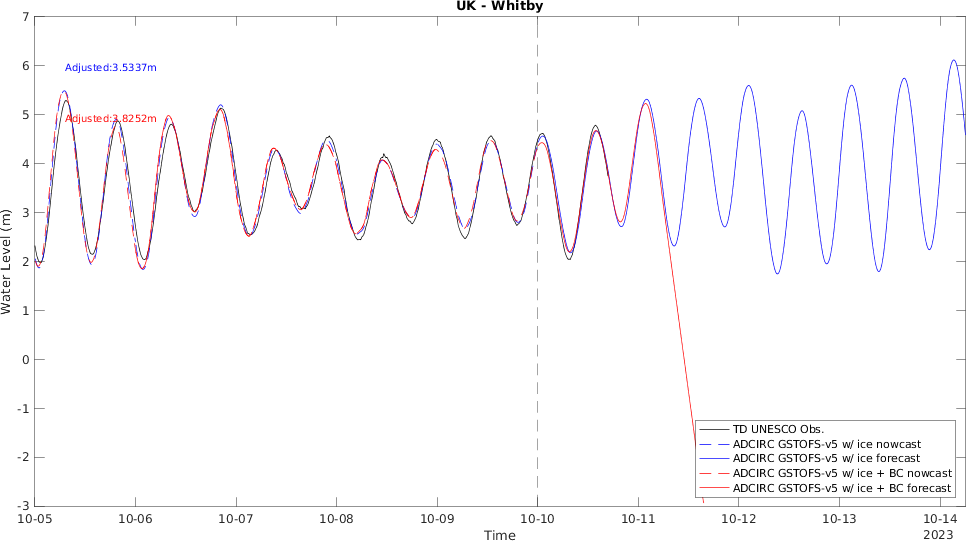 UK - Whitby
Adjusted:3.5337m
Adjusted:3.8252m
Water Level (m)
7
6
5
4
3
2
1
0
-1
-2
-3
TD UNESCO Obs.
ADCIRC GSTOFS-v5 w/ ice nowcast
ADCIRC GSTOFS-v5 w/ ice forecast
ADCIRC GSTOFS-v5 w/ ice + BC nowcast
ADCIRC GSTOFS-v5 w/ ice + BC forecast
10-05 10-06 10-07 10-08 10-09 10-10 10-11 10-12 10-13 10-14
2023
Time